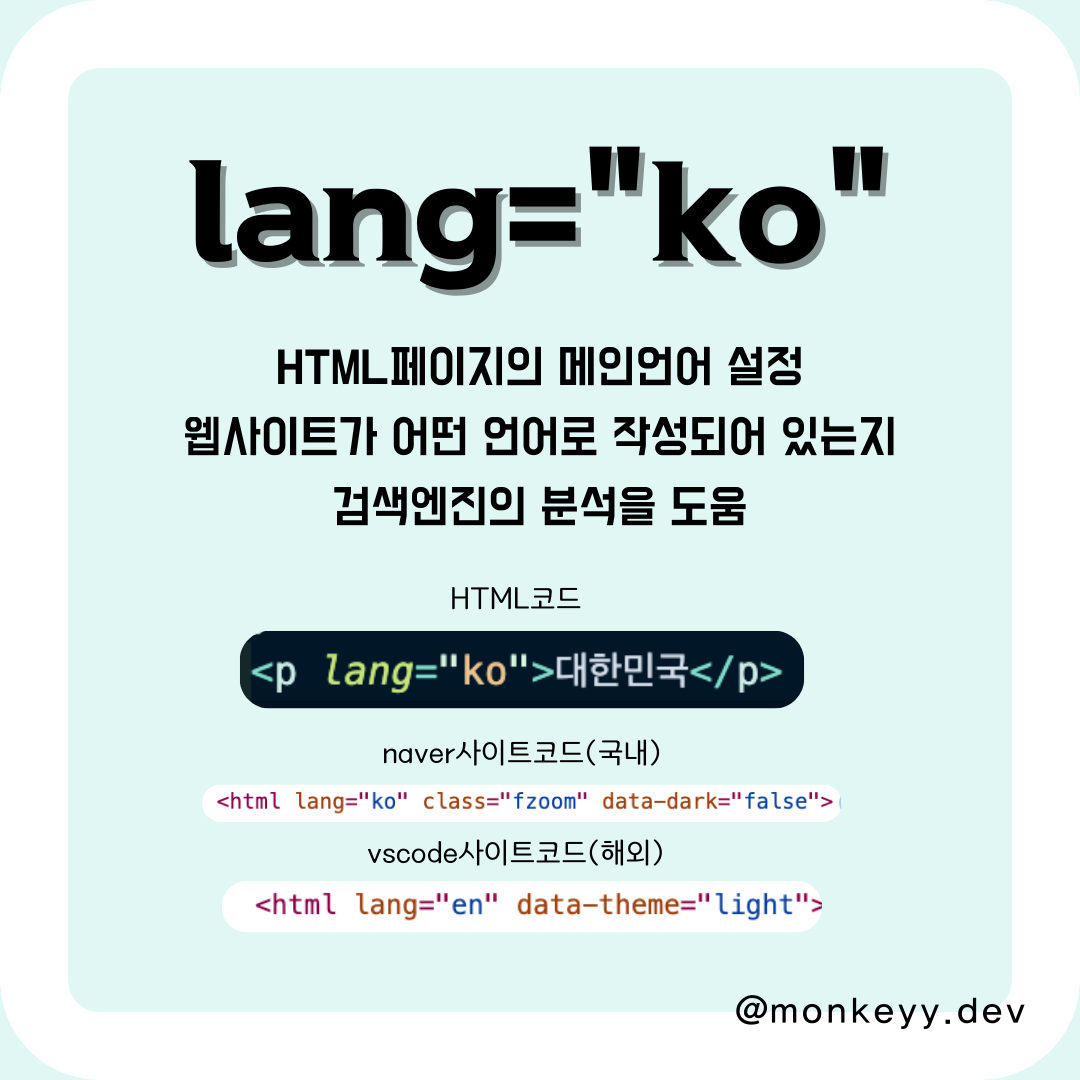 lang="ko"
HTML페이지의 메인언어 설정
웹사이트가 어떤 언어로 작성되어 있는지
검색엔진의 분석을 도움
HTML코드
<p lang="ko">대한민국</p>
naver사이트코드(국내)
<html lang="ko" class="fzoom" data-dark="false">
vscode사이트코드(해외)
<html lang="en" data-theme="light">
@monkeyy.dev